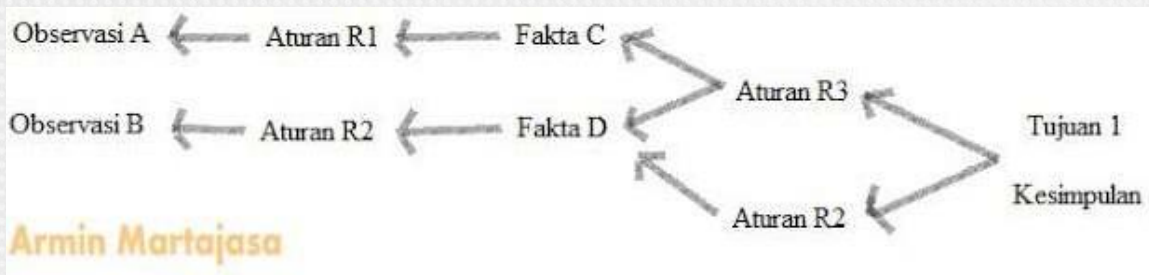 Observasi A
Aturan R1
Fakta C
Aturan R3
Observasi B
Aturan R2
Fakta D
Tujuan 1
Kesimpulan
Aturan R2
Armin Martajasa